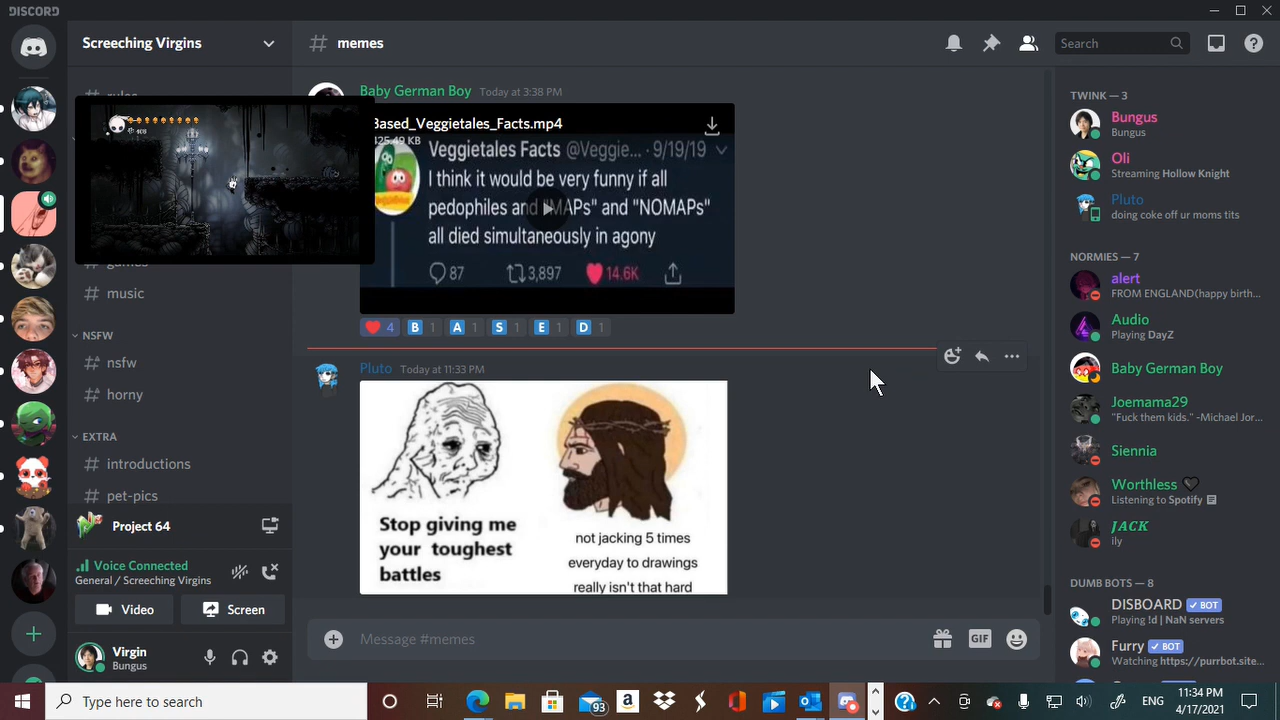 DISCORD
Screeching Virgins
# memes
Search
rules
games
# music
NSFW
nsfw
# horny
EXTRA
# introductions
# pet-pics
Project 64
Voice Connected
General / Screeching Virgins
Video
Screen
Virgin
Bungus
Baby German Boy Today at 3:38 PM
Based_Veggietales_Facts.mp4
425.49 KB
Veggietales Facts @Veggie... · 9/19/19
I think it would be very funny if all
pedophiles and "MAPs" and "NOMAPs"
all died simultaneously in agony
87
3,897
14.6K
4
B 1
A 1
S 1
E 1
D 1
Pluto Today at 11:33 PM
Stop giving me
your toughest
battles
not jacking 5 times
everyday to drawings
really isn't that hard
Message #memes
GIF
TWINK — 3
Bungus
Bungus
Oli
Streaming Hollow Knight
Pluto
doing coke off ur moms tits
NORMIES — 7
alert
FROM ENGLAND(happy birth...
Audio
Playing DayZ
Baby German Boy
Joemama29
"Fuck them kids." -Michael Jor...
Siennia
Worthless
Listening to Spotify
JACK
ily
DUMB BOTS — 8
DISBOARD BOT
Playing !d | NaN servers
Furry BOT
Watching https://purrbot.site...
Type here to search
93
11:34 PM
4/17/2021